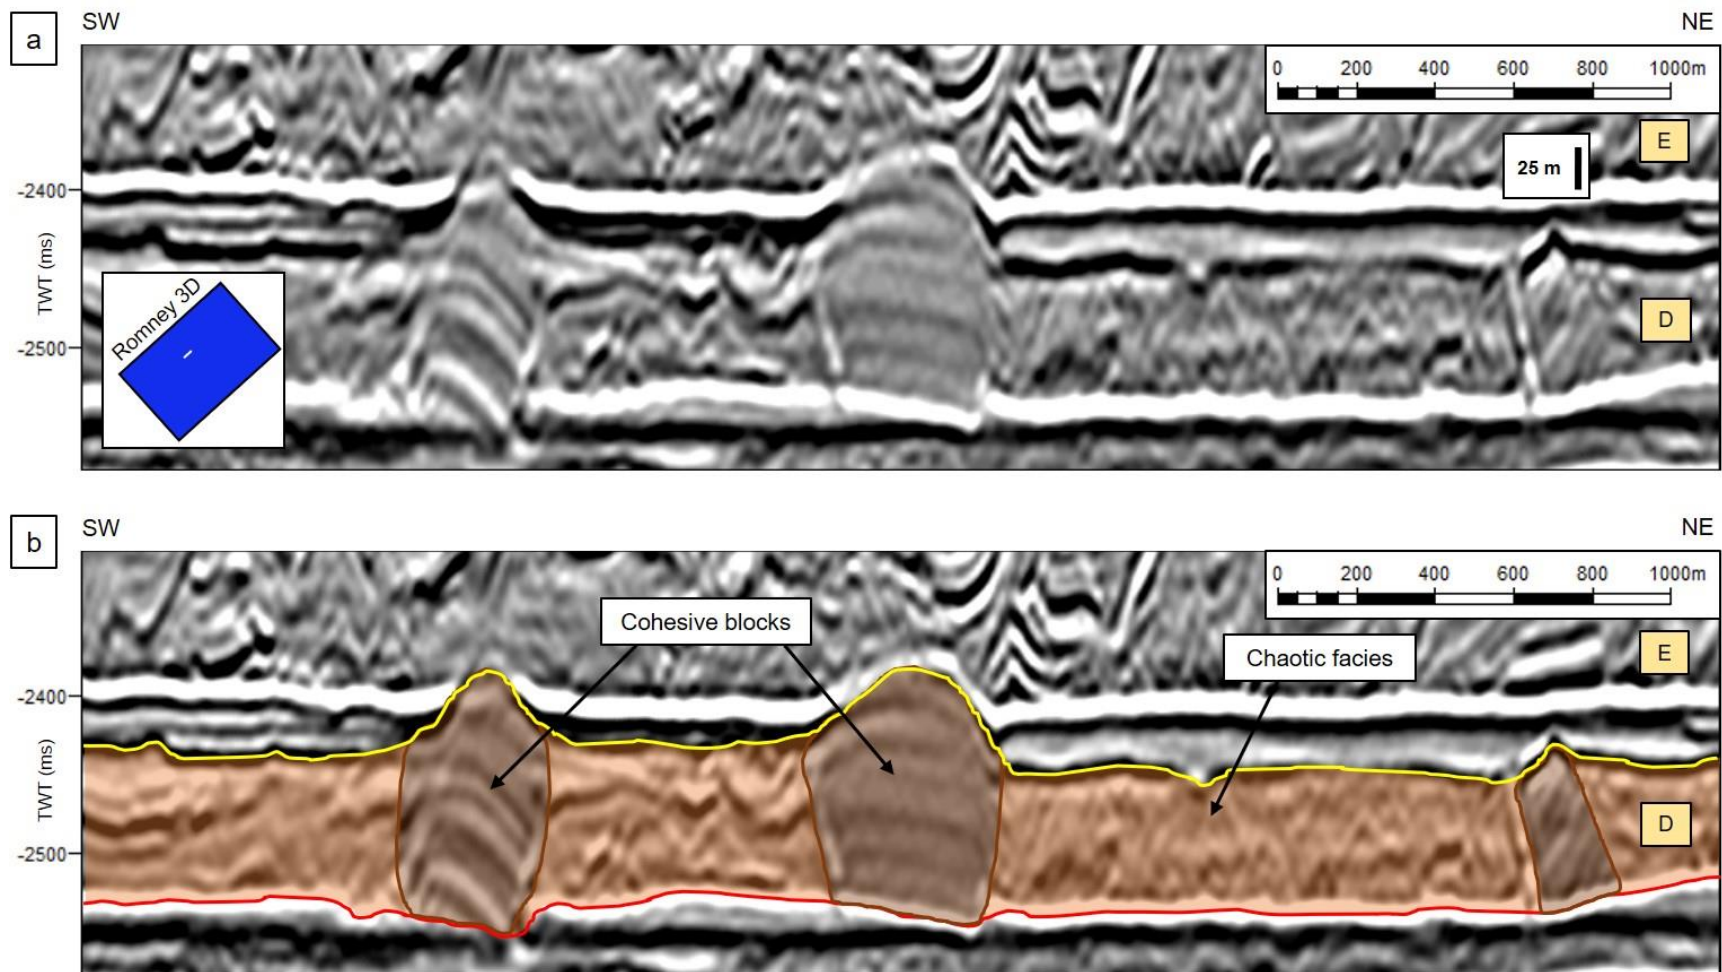 a
SW
NE
0 200 400 600 800 1000m
E
25 m
-2400
TWT (ms)
Romney 3D
D
-2500
b
SW
NE
0 200 400 600 800 1000m
Cohesive blocks
Chaotic facies
E
-2400
TWT (ms)
D
-2500